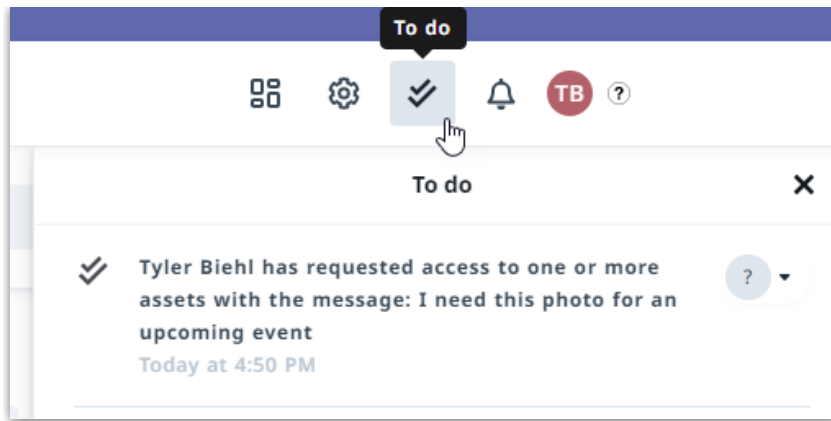 To do
TB ?
To do
Tyler Biehl has requested access to one or more
assets with the message: I need this photo for an
upcoming event
?
Today at 4:50 PM